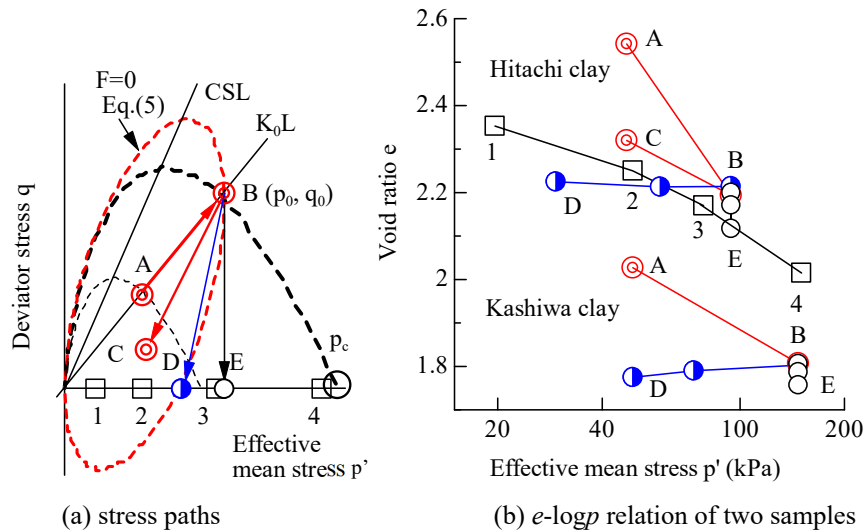 F=0
Eq.(5)
CSL
K₀L
B (p₀, q₀)
A
C
D
E
p_c
1
2
3
4
Deviator stress q
Effective
mean stress p’
(a) stress paths
2.6
2.4
2.2
2
1.8
Void ratio e
Hitachi clay
A
C
B
1
2
3
D
E
4
Kashiwa clay
A
B
D
E
20
40
100
200
Effective mean stress p' (kPa)
(b) e-logp relation of two samples